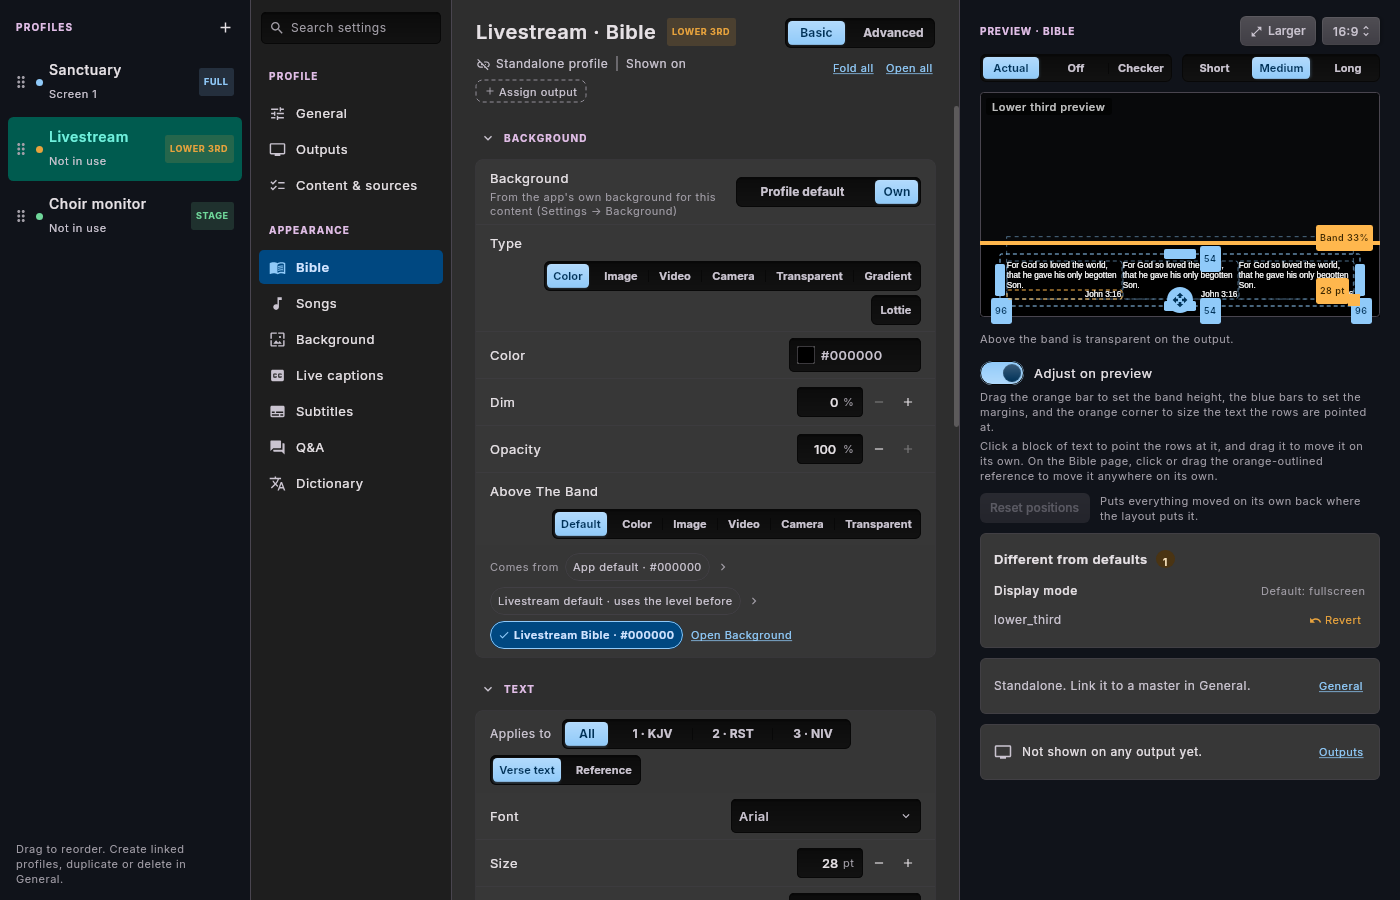 PROFILES
Sanctuary
Screen 1
FULL
Livestream
Not in use
LOWER 3RD
Choir monitor
Not in use
STAGE
Drag to reorder. Create linked
profiles, duplicate or delete in
General.
Search settings
PROFILE
General
Outputs
Content & sources
APPEARANCE
Bible
Songs
Background
Live captions
Subtitles
Q&A
Dictionary
Livestream · Bible
LOWER 3RD
Basic
Advanced
Standalone profile
Shown on
Fold all
Open all
+ Assign output
BACKGROUND
Background
From the app's own background for this
content (Settings → Background)
Profile default
Own
Type
Color
Image
Video
Camera
Transparent
Gradient
Lottie
Color
#000000
Dim
0 %
Opacity
100 %
Above The Band
Default
Color
Image
Video
Camera
Transparent
Comes from
App default · #000000
Livestream default · uses the level before
Livestream Bible · #000000
Open Background
TEXT
Applies to
All
1 · KJV
2 · RST
3 · NIV
Verse text
Reference
Font
Arial
Size
28 pt
PREVIEW · BIBLE
Larger
16:9
Actual
Off
Checker
Short
Medium
Long
Lower third preview
Band 33%
54
For God so loved the world,
that he gave his only begotten
Son.
John 3:16
For God so loved the
that he gave his only begotten
Son.
John 3:16
For God so loved the world,
that he gave his only begotten
Son.
28 pt
96
54
96
Above the band is transparent on the output.
Adjust on preview
Drag the orange bar to set the band height, the blue bars to set the
margins, and the orange corner to size the text the rows are pointed
at.
Click a block of text to point the rows at it, and drag it to move it on
its own. On the Bible page, click or drag the orange-outlined
reference to move it anywhere on its own.
Reset positions
Puts everything moved on its own back where
the layout puts it.
Different from defaults
1
Display mode
Default: fullscreen
lower_third
Revert
Standalone. Link it to a master in General.
General
Not shown on any output yet.
Outputs